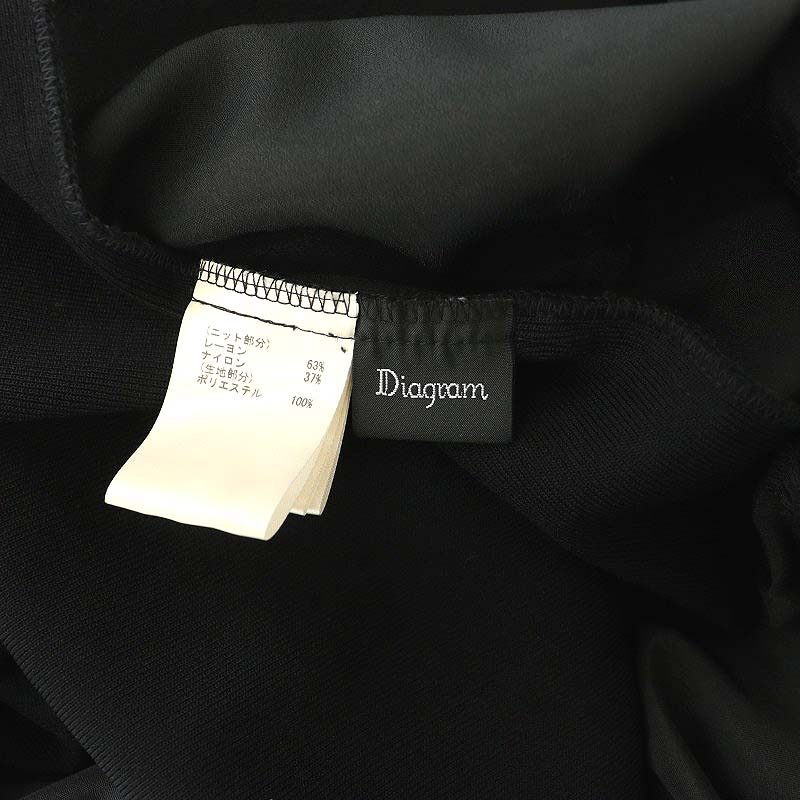 (ニット部分)
レーヨン 63%
ナイロン 37%
(生地部分)
ポリエステル 100%
Diagram